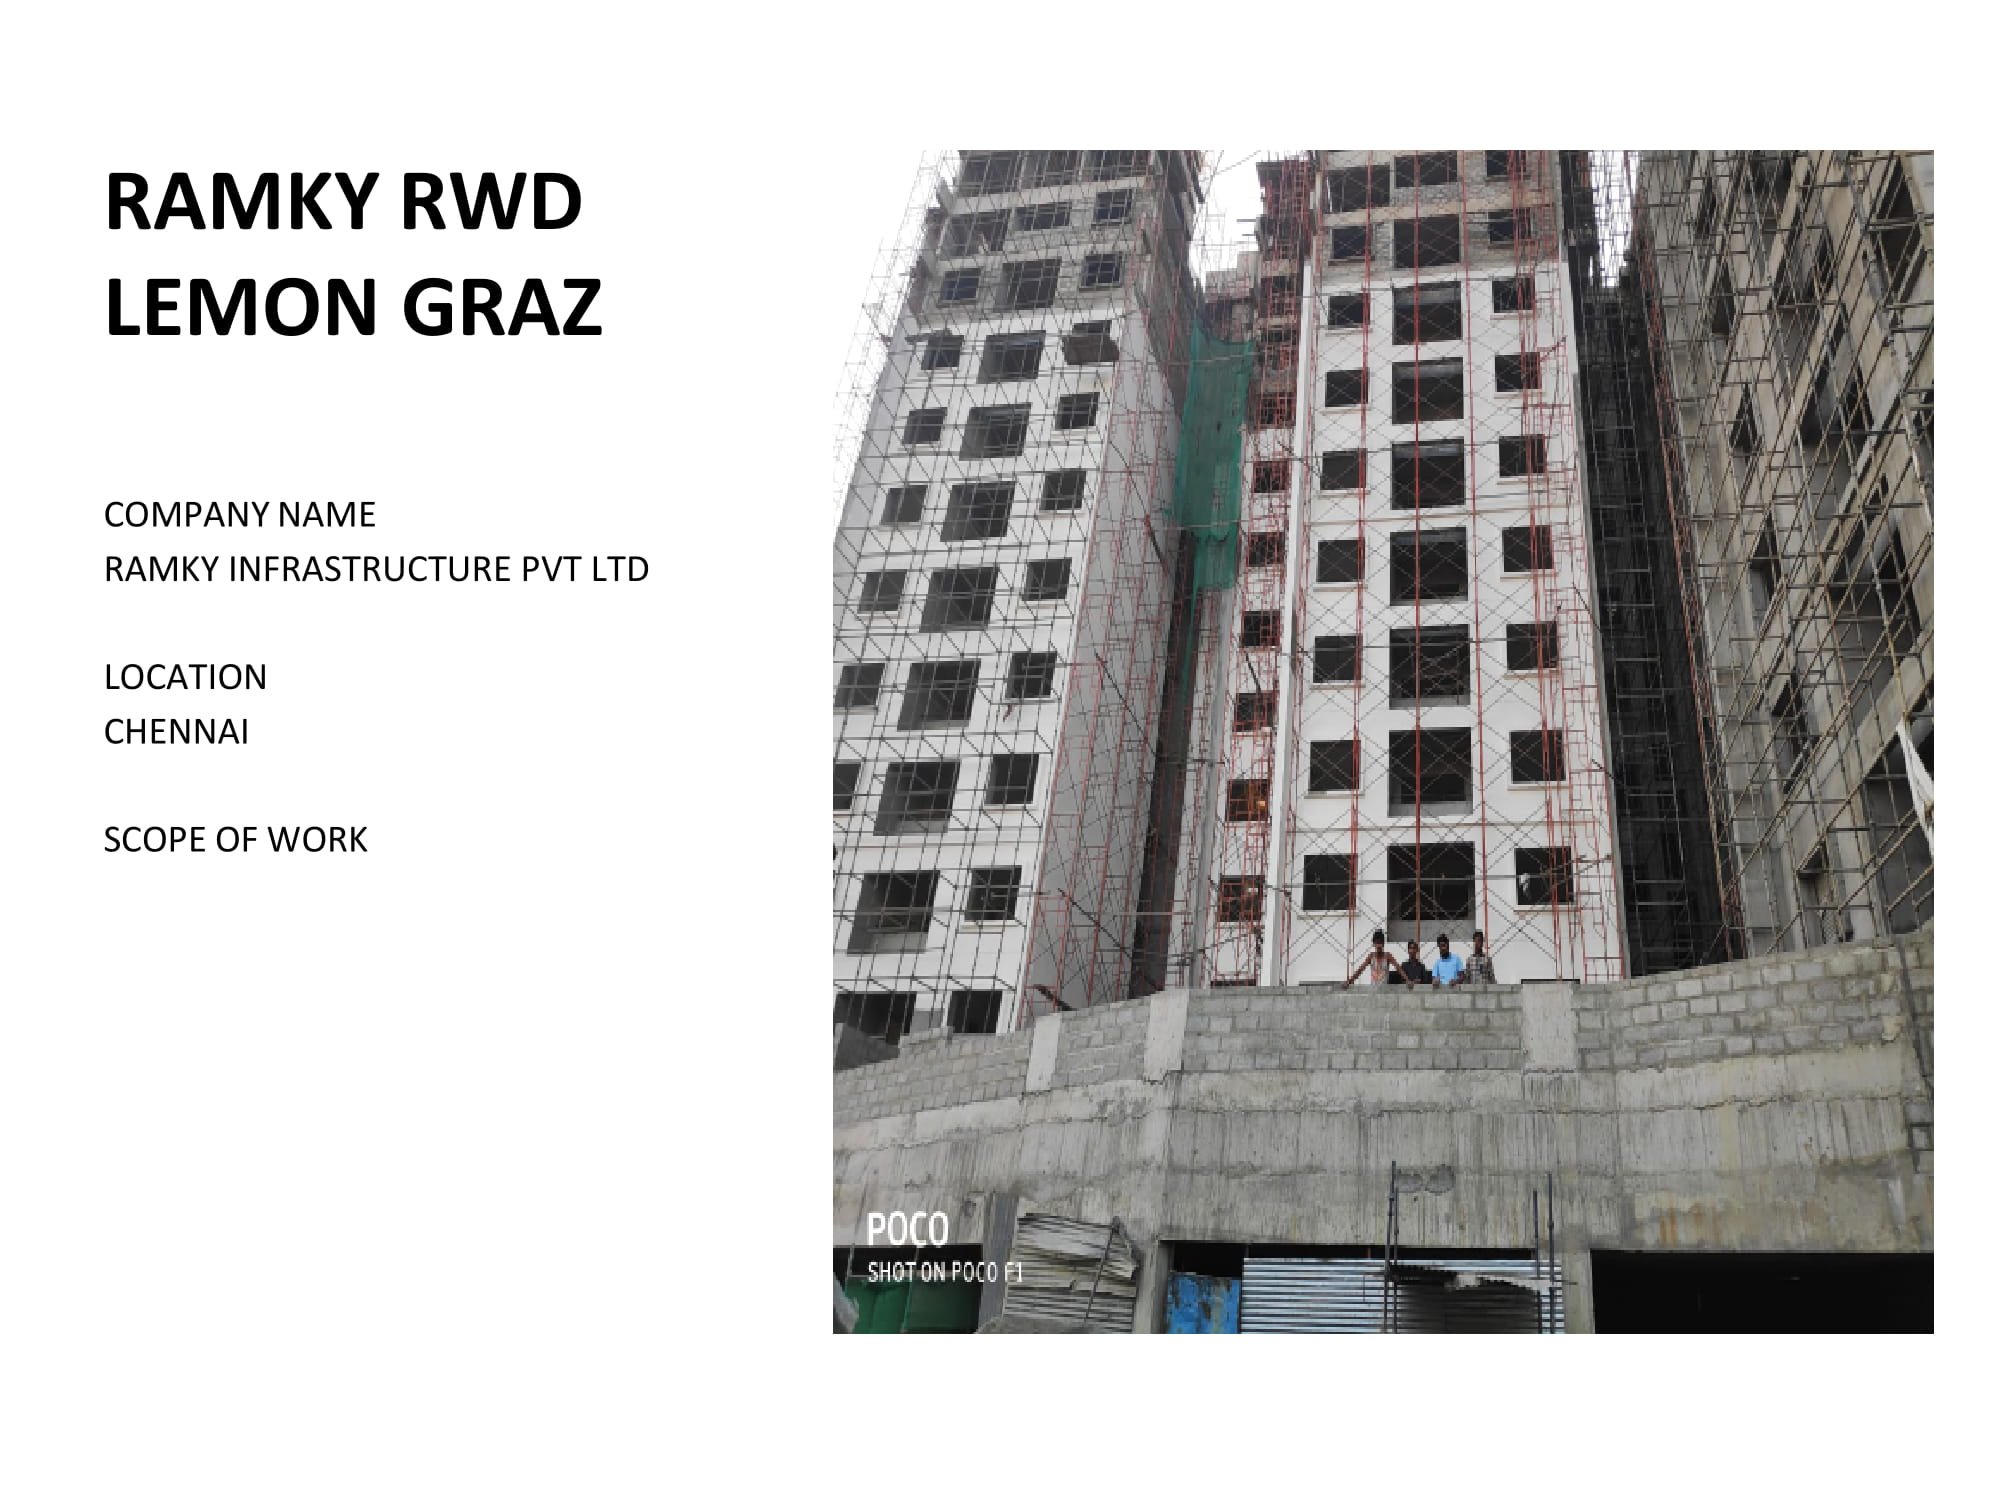 RAMKY RWD
LEMON GRAZ
COMPANY NAME
RAMKY INFRASTRUCTURE PVT LTD
LOCATION
CHENNAI
SCOPE OF WORK
POCO
SHOT ON POCO F1